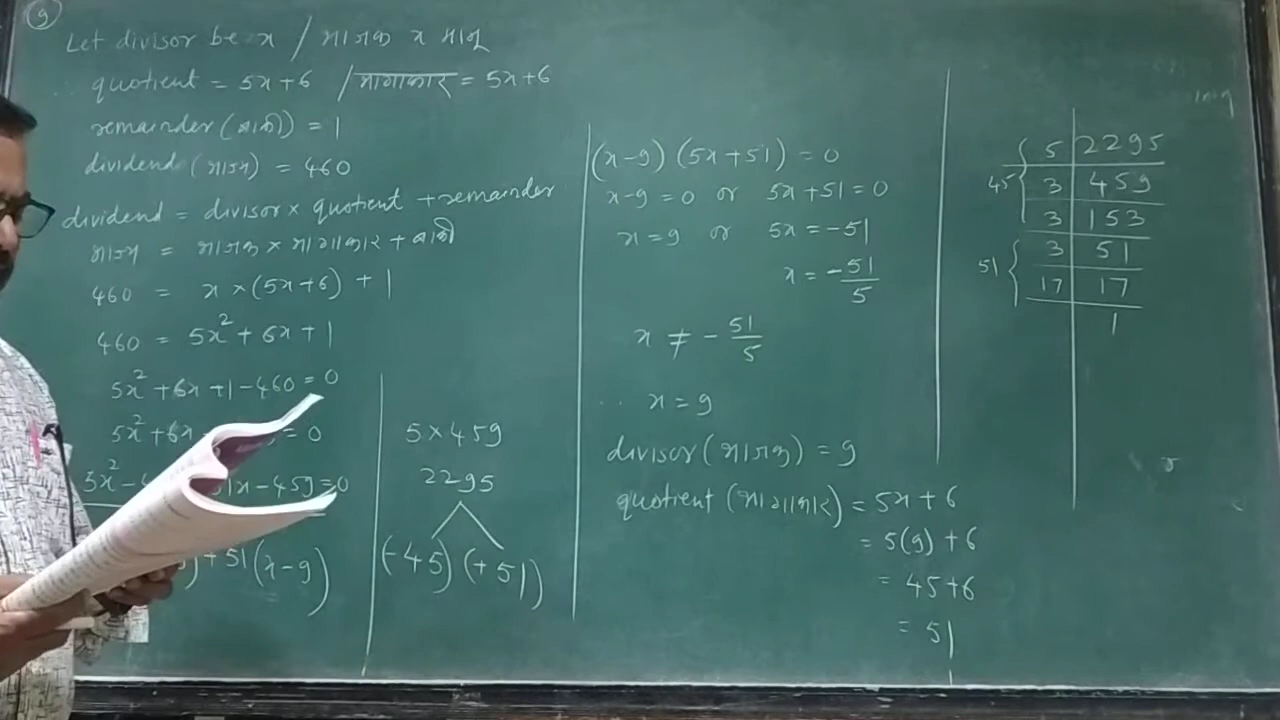 9
Let divisor be x / भाजक x मानू
∴ quotient = 5x+6 / भागाकार = 5x+6
remainder (बाकी) = 1
dividend (भाज्य) = 460
dividend = divisor × quotient + remainder
भाज्य = भाजक × भागाकार + बाकी
460 = x × (5x+6) + 1
460 = 5x² + 6x + 1
5x² + 6x + 1 - 460 = 0
5x² + 6x = 0
5x² - 4 1x - 459 = 0
) + 51 (x-9)
5 × 459
2295
(-45) (+51)
(x-9) (5x+51) = 0
x-9 = 0 or 5x+51 = 0
x = 9 or 5x = -51
x = -51/5
x ≠ -51/5
∴ x = 9
divisor (भाजक) = 9
quotient (भागाकार) = 5x + 6
= 5(9) + 6
= 45+6
= 51
5 2295
45 3 459
3 153
51 3 51
17 17
1